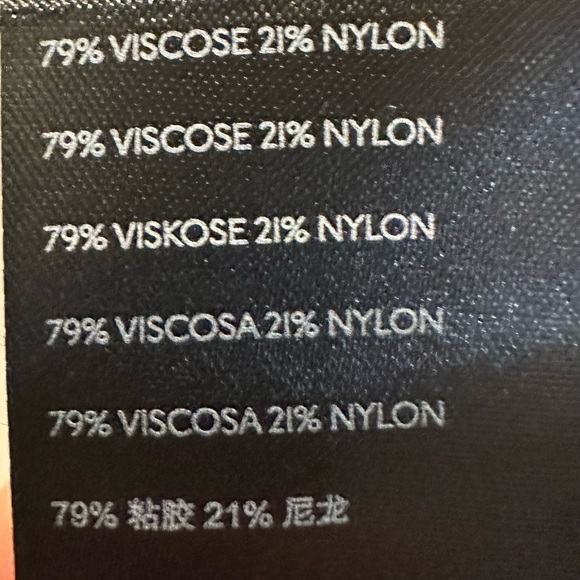 79% VISCOSE 21% NYLON
79% VISCOSE 21% NYLON
79% VISKOSE 21% NYLON
79% VISCOSA 21% NYLON
79% VISCOSA 21% NYLON
79% 粘胶 21% 尼龙